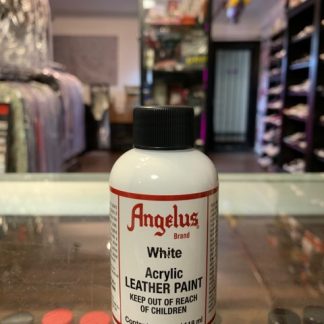 Angelus
Brand
White
Acrylic
LEATHER PAINT
KEEP OUT OF REACH
OF CHILDREN